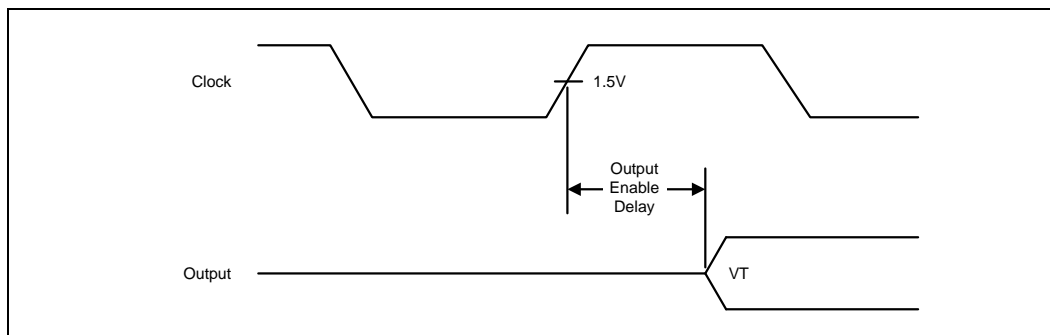 Clock
1.5V
Output
Enable
Delay
Output
VT